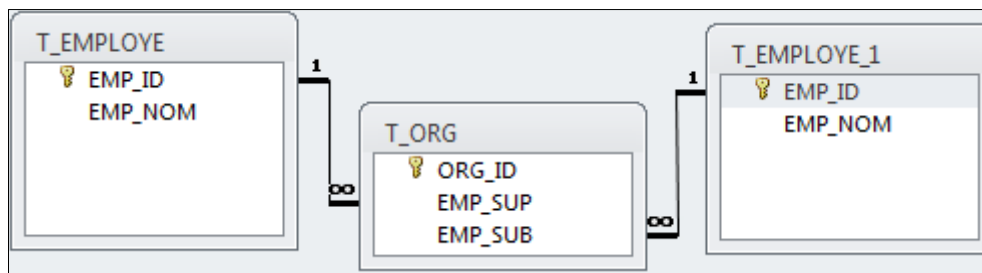 T_EMPLOYE
EMP_ID
EMP_NOM
1
∞
T_ORG
ORG_ID
EMP_SUP
EMP_SUB
1
∞
T_EMPLOYE_1
EMP_ID
EMP_NOM